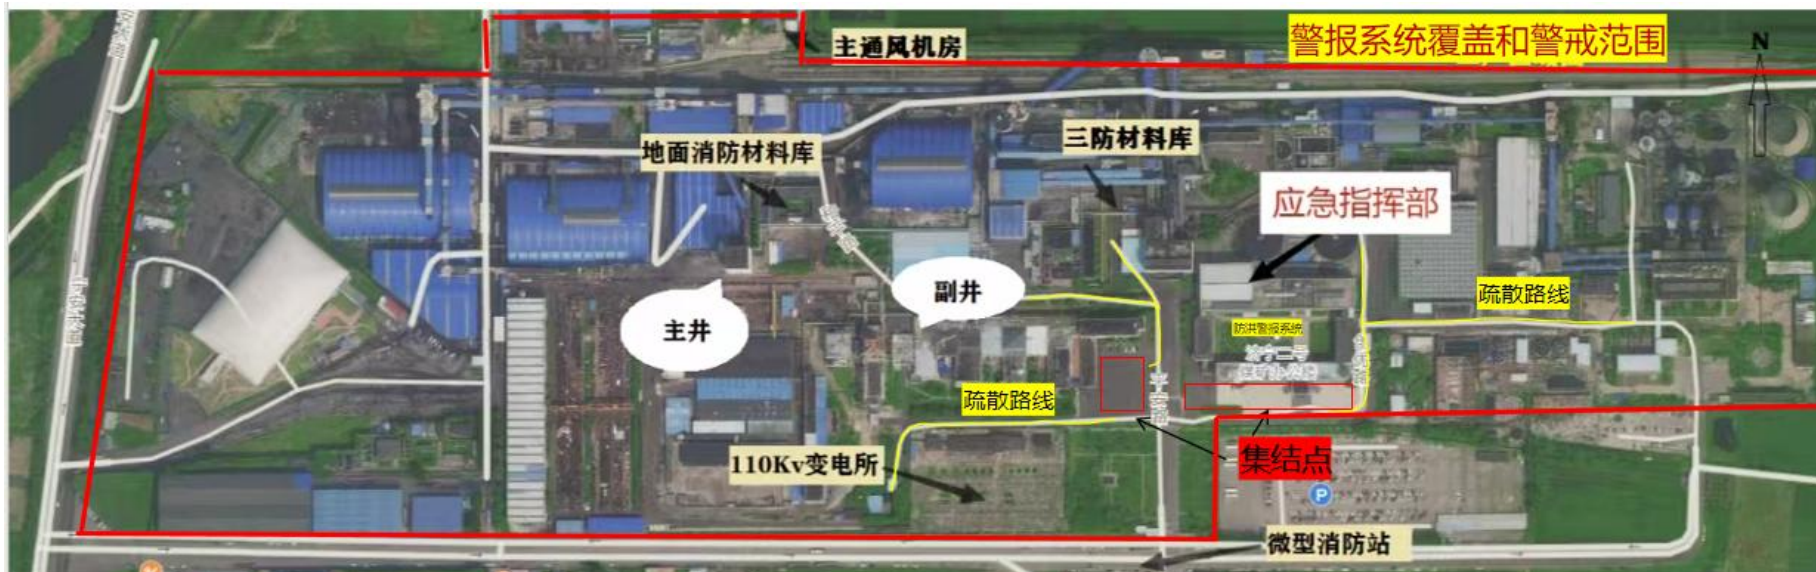 警报系统覆盖和警戒范围
N
主通风机房
地面消防材料库
三防材料库
应急指挥部
副井
主井
疏散路线
防洪警报系统
济宁二号
疏散路线
集结点
110Kv变电所
P
微型消防站